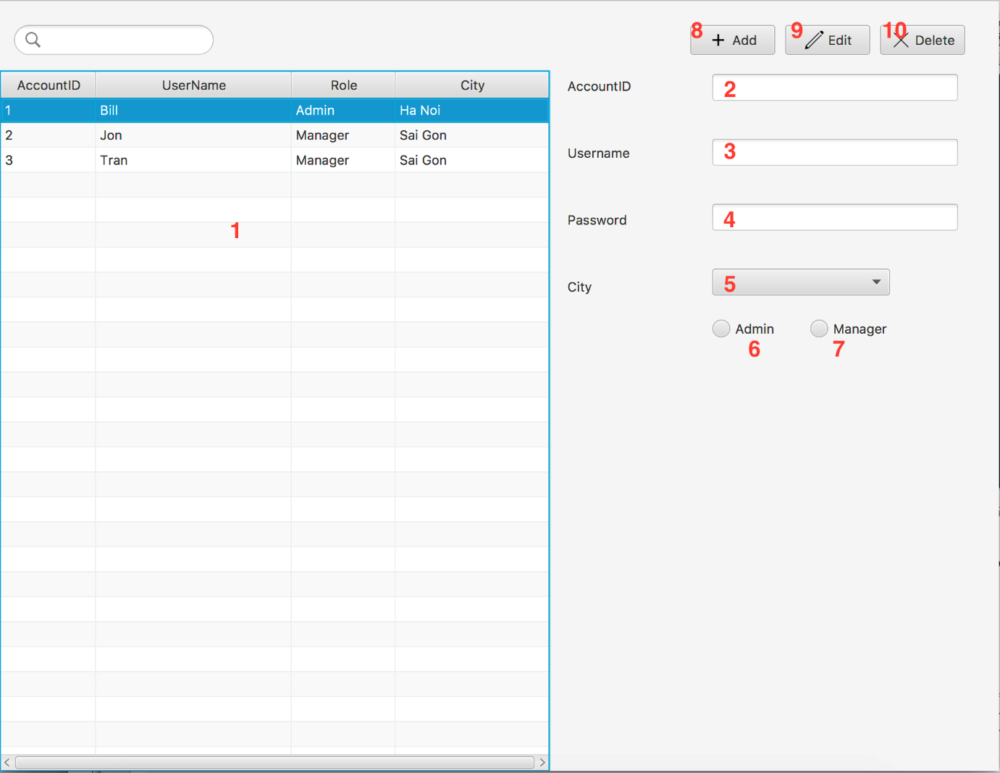 8 + Add 9 Edit 10 Delete
AccountID UserName Role City
1 Bill Admin Ha Noi
2 Jon Manager Sai Gon
3 Tran Manager Sai Gon
1
AccountID 2
Username 3
Password 4
City 5
Admin Manager
6 7